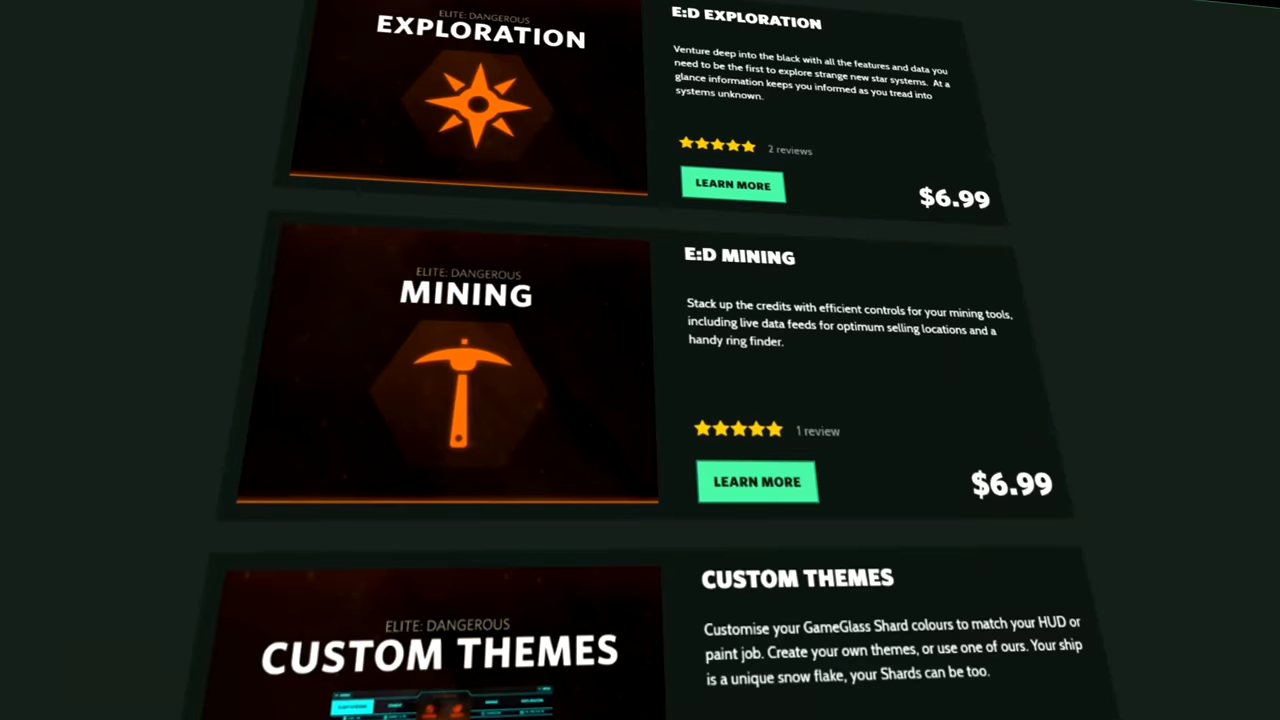 ELITE: DANGEROUS
EXPLORATION
E:D EXPLORATION
Venture deep into the black with all the features and data you
need to be the first to explore strange new star systems. At a
glance information keeps you informed as you tread into
systems unknown.
2 reviews
LEARN MORE
$6.99
ELITE: DANGEROUS
MINING
E:D MINING
Stack up the credits with efficient controls for your mining tools,
including live data feeds for optimum selling locations and a
handy ring finder.
1 review
LEARN MORE
$6.99
ELITE: DANGEROUS
CUSTOM THEMES
CUSTOM THEMES
Customise your GameGlass Shard colours to match your HUD or
paint job. Create your own themes, or use one of ours. Your ship
is a unique snow flake, your Shards can be too.